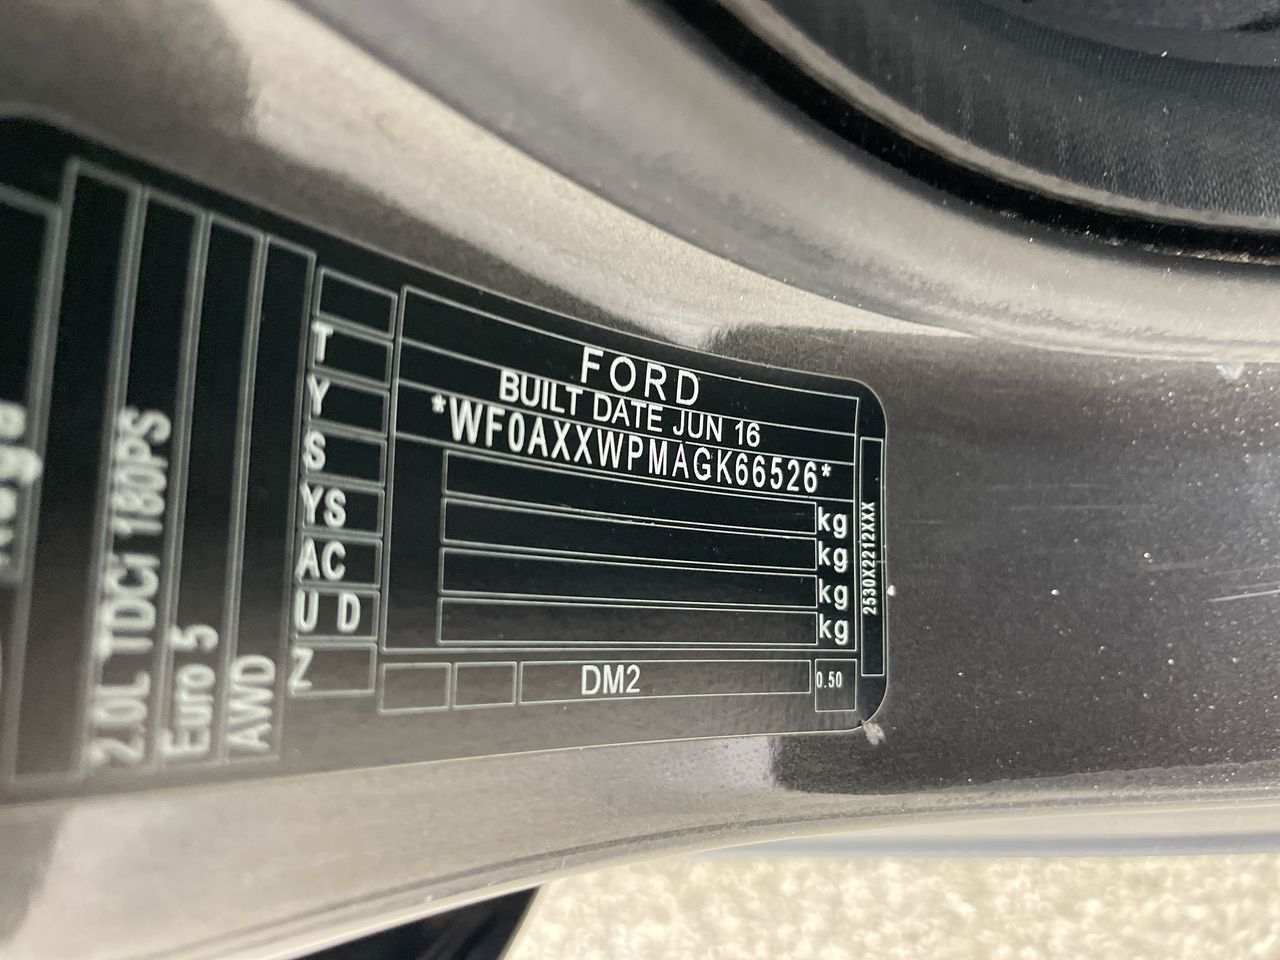 FORD
BUILT DATE JUN 16
*WF0AXXWPMAGK66526*
kg
kg
kg
kg
DM2
0.50
2530X2212XXX
T
Y
S
YS
AC
U D
Z
2.0L TDCi 180PS
Euro 5
AWD